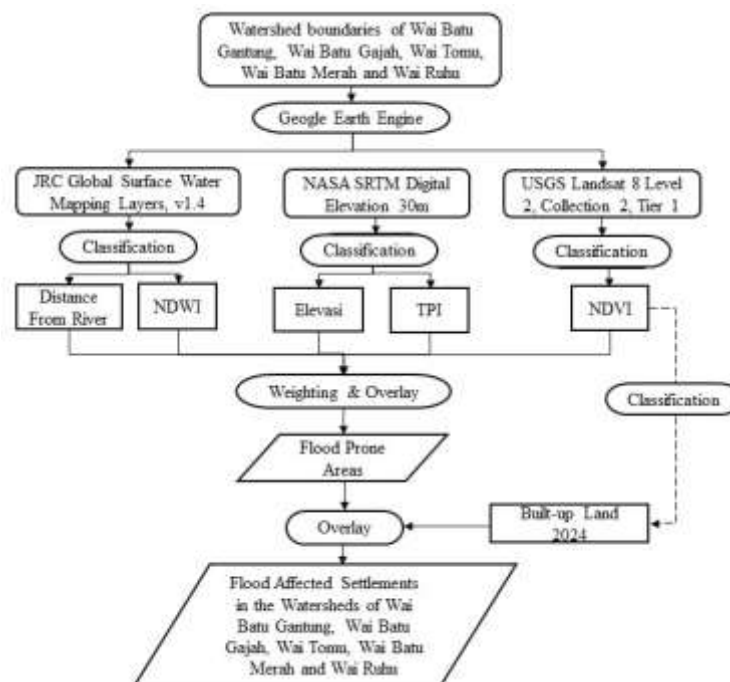 Watershed boundaries of Wai Batu
Gantung, Wai Batu Gajah, Wai Tomu,
Wai Batu Merah and Wai Ruhu
Geogle Earth Engine
JRC Global Surface Water
Mapping Layers, v1.4
NASA SRTM Digital
Elevation 30m
USGS Landsat 8 Level
2, Collection 2, Tier 1
Classification
Classification
Classification
Distance
From River
NDWI
Elevasi
TPI
NDVI
Weighting & Overlay
Classification
Flood Prone
Areas
Overlay
Built-up Land
2024
Flood Affected Settlements
in the Watersheds of Wai
Batu Gantung, Wai Batu
Gajah, Wai Tomu, Wai Batu
Merah and Wai Ruhu